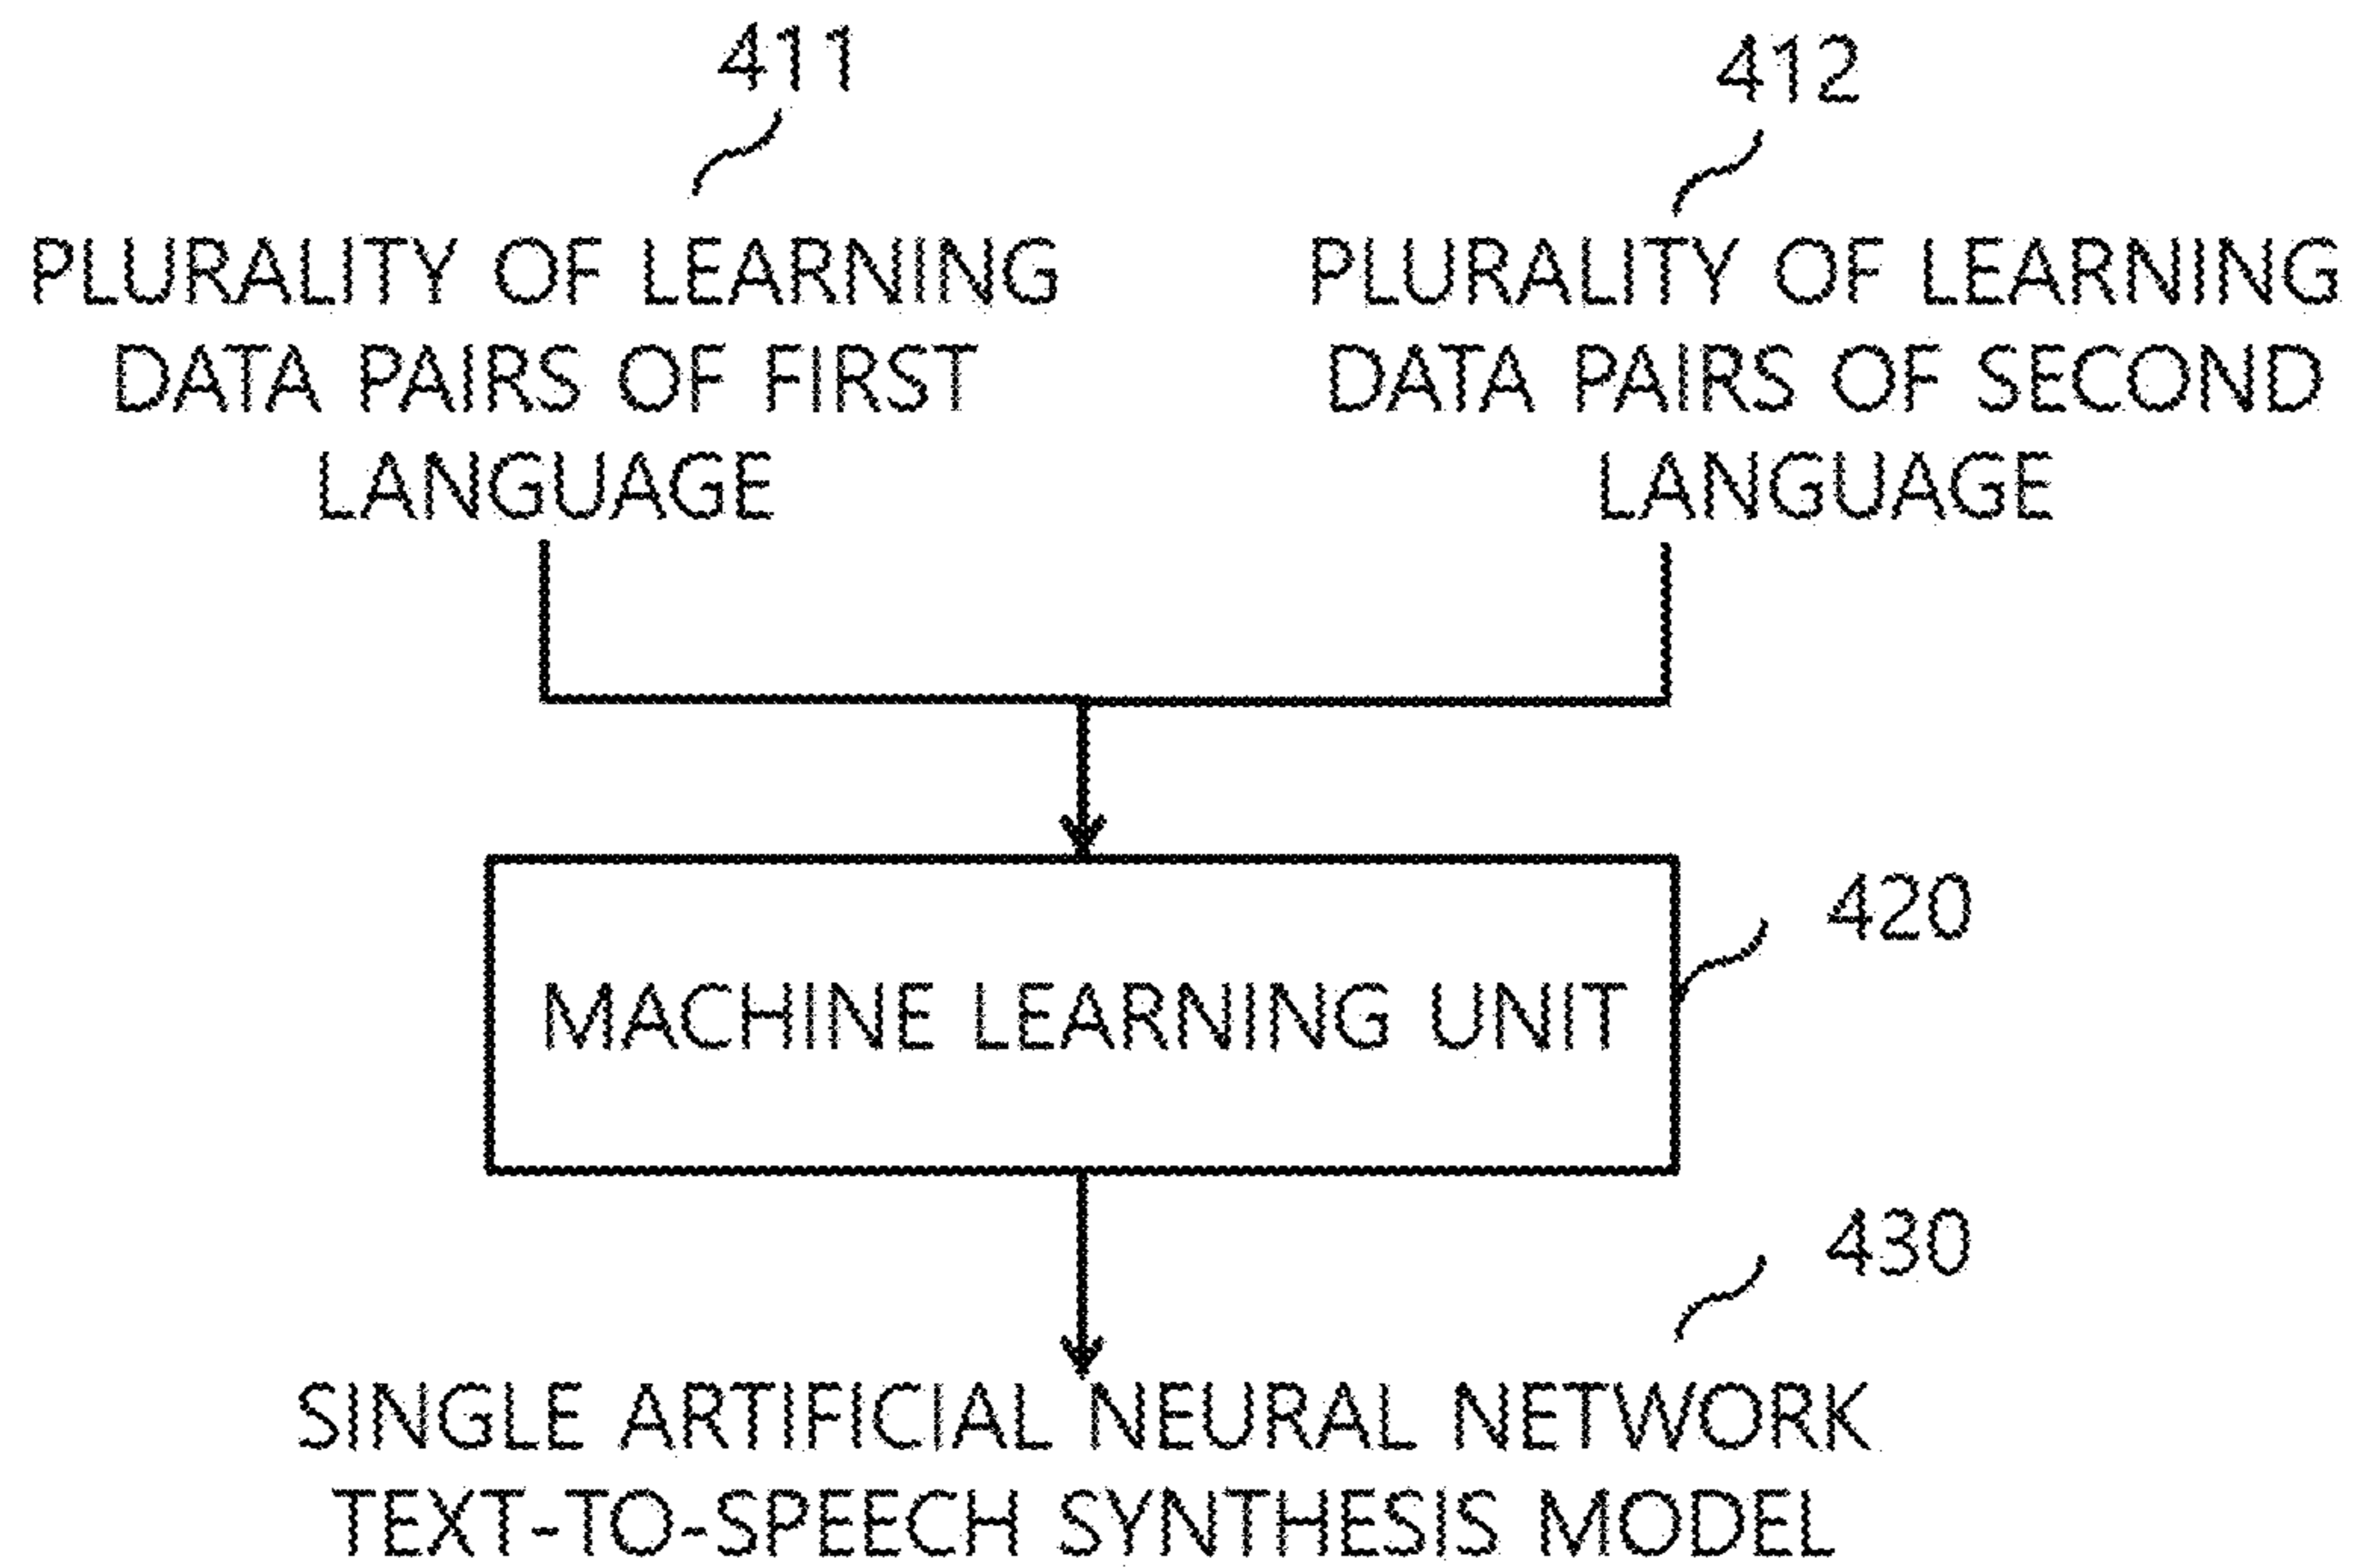 411
PLURALITY OF LEARNING
DATA PAIRS OF FIRST
LANGUAGE
412
PLURALITY OF LEARNING
DATA PAIRS OF SECOND
LANGUAGE
420
MACHINE LEARNING UNIT
430
SINGLE ARTIFICIAL NEURAL NETWORK
TEXT-TO-SPEECH SYNTHESIS MODEL